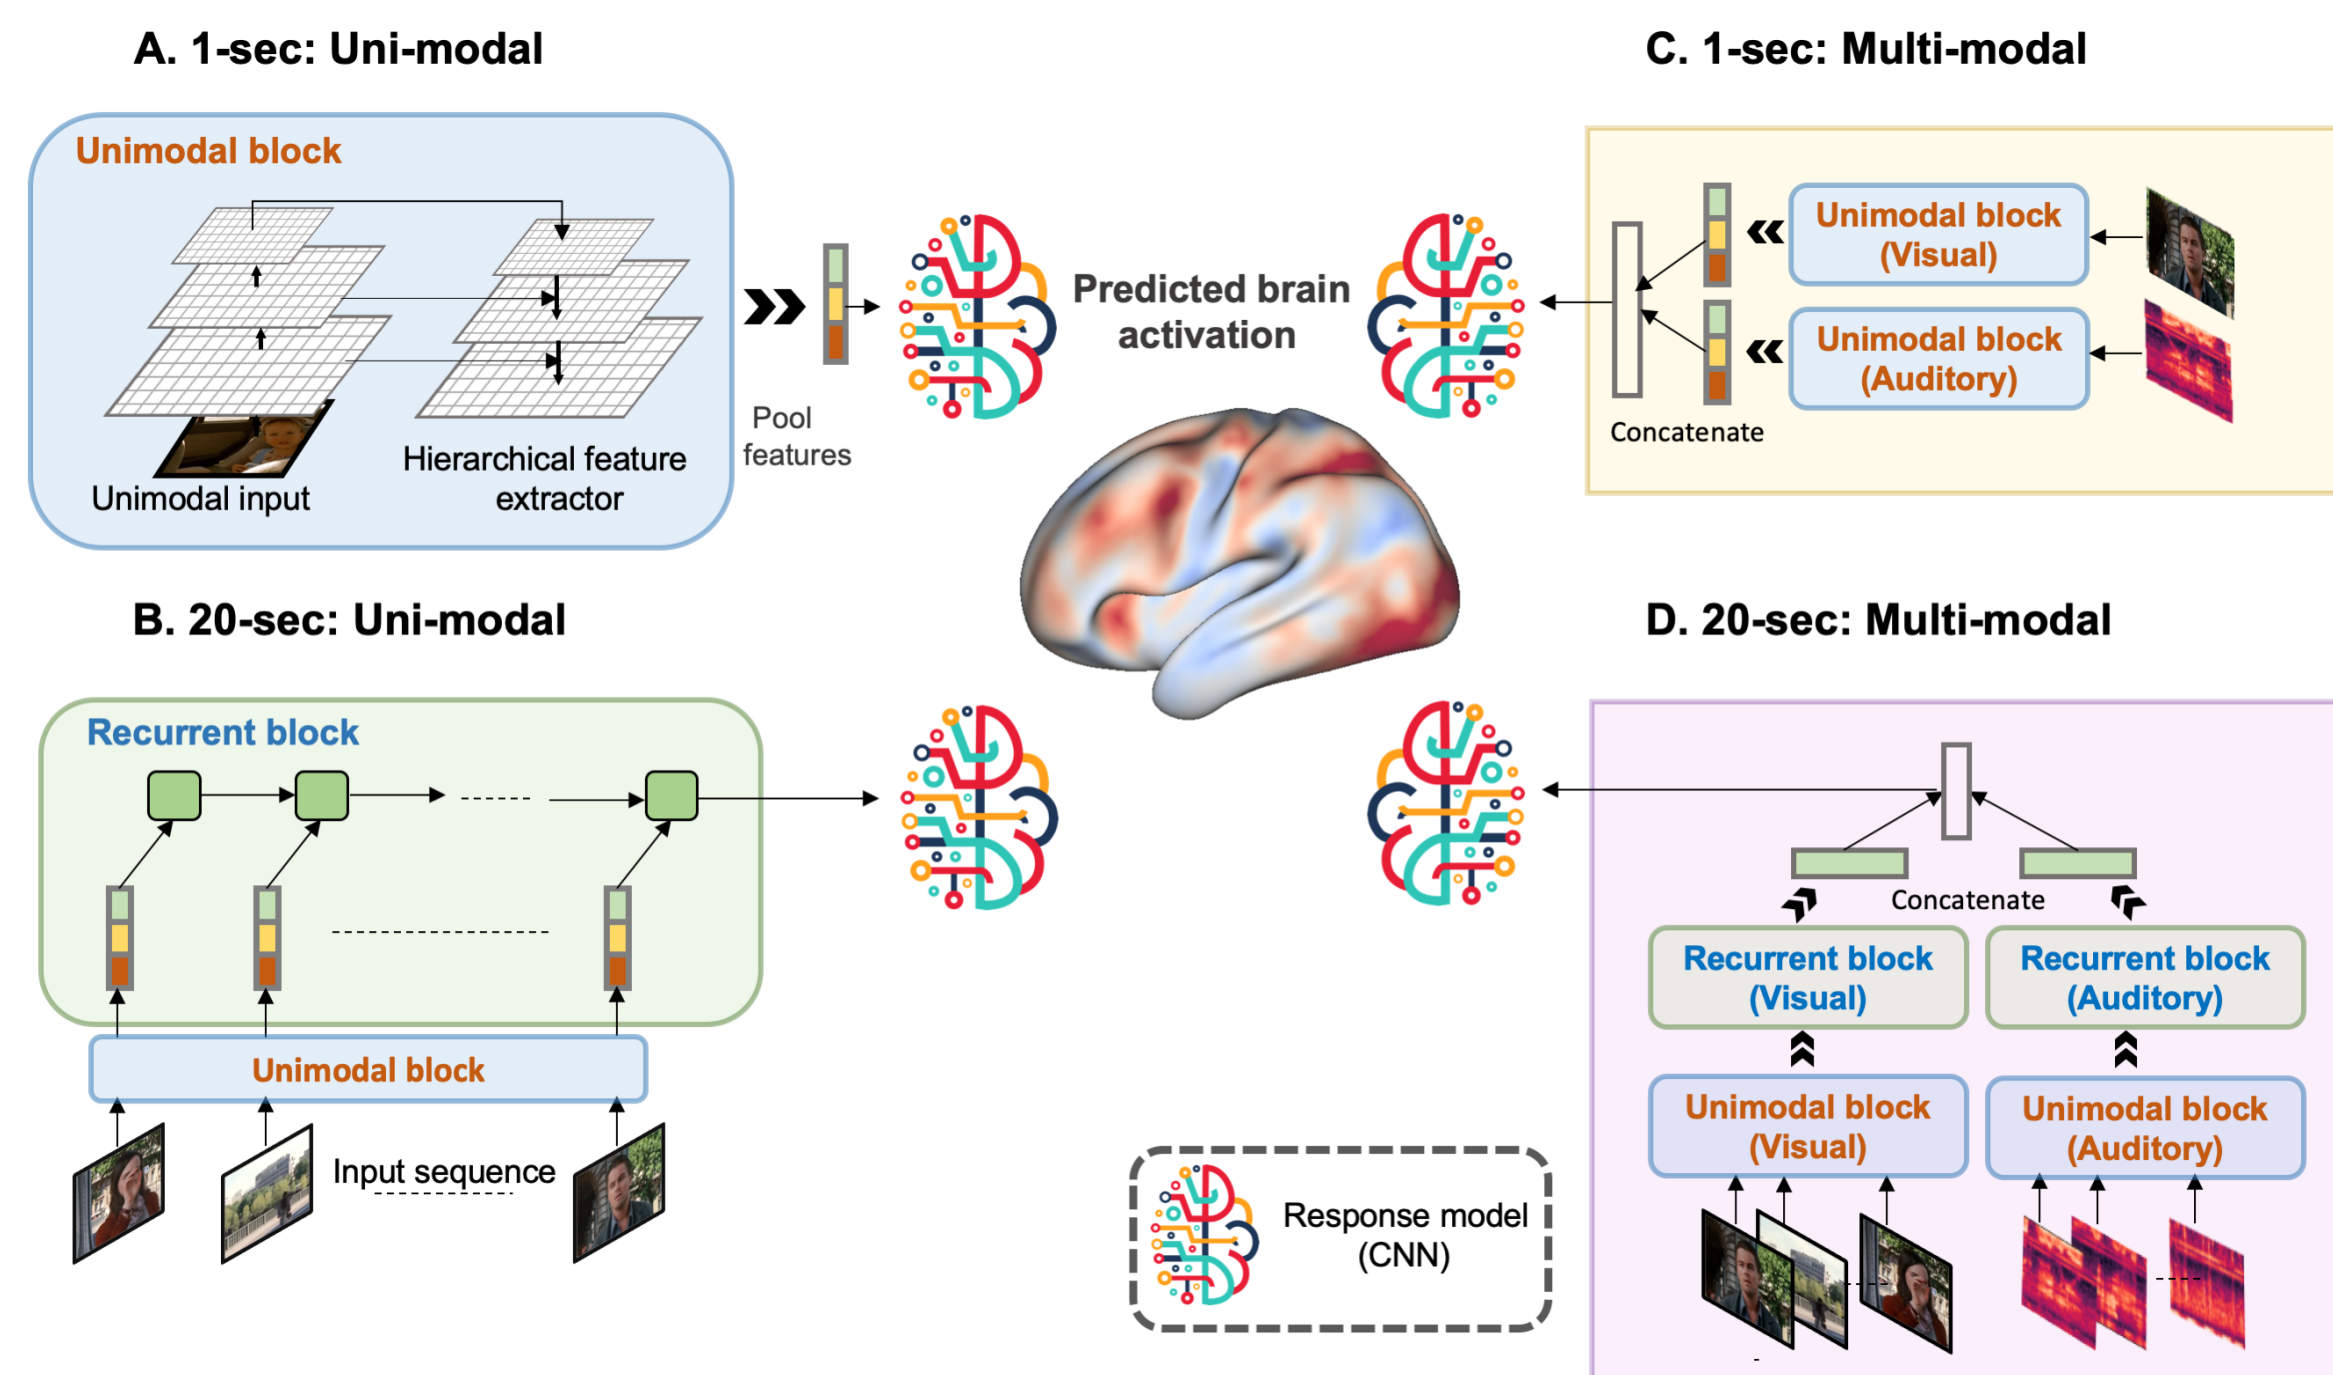 A. 1-sec: Uni-modal
Unimodal block
Unimodal input
Hierarchical feature
extractor
Pool
features
Predicted brain
activation
C. 1-sec: Multi-modal
Unimodal block
(Visual)
Unimodal block
(Auditory)
Concatenate
B. 20-sec: Uni-modal
Recurrent block
Unimodal block
Input sequence
D. 20-sec: Multi-modal
Concatenate
Recurrent block
(Visual)
Recurrent block
(Auditory)
Unimodal block
(Visual)
Unimodal block
(Auditory)
Response model
(CNN)